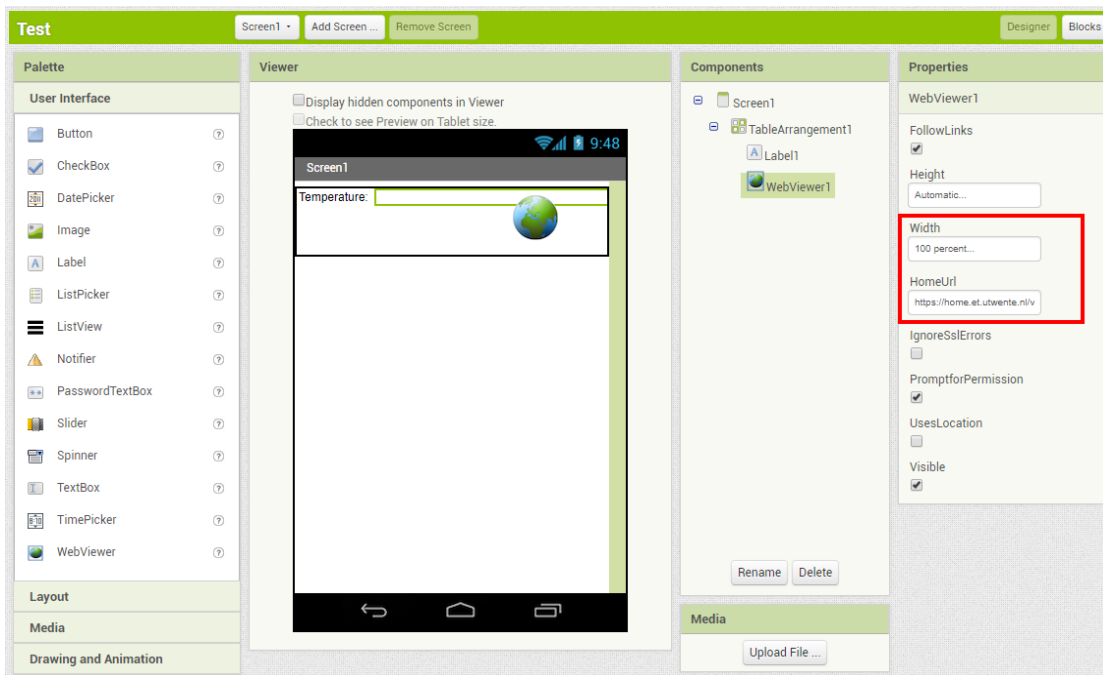 Test
Screen1
Add Screen ...
Remove Screen
Designer
Blocks
Palette
User Interface
Button
?
CheckBox
?
DatePicker
?
Image
?
Label
?
ListPicker
?
ListView
?
Notifier
?
PasswordTextBox
?
Slider
?
Spinner
?
TextBox
?
TimePicker
?
WebViewer
?
Layout
Media
Drawing and Animation
Viewer
Display hidden components in Viewer
Check to see Preview on Tablet size.
9:48
Screen1
Temperature:
Components
Screen1
TableArrangement1
A Label1
WebViewer1
Rename
Delete
Media
Upload File ...
Properties
WebViewer1
FollowLinks
Height
Automatic...
Width
100 percent...
HomeUrl
https://home.et.utwente.nl/v
IgnoreSslErrors
PromptforPermission
UsesLocation
Visible